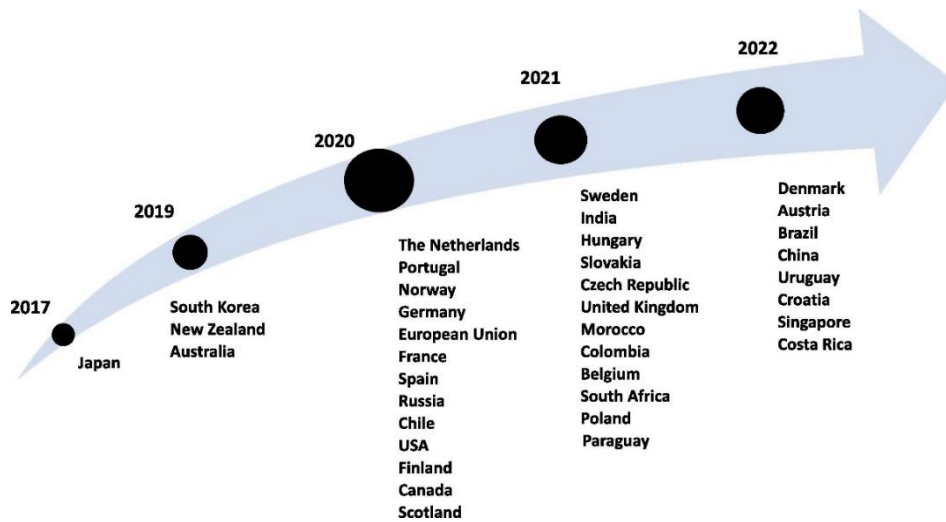 2017
Japan
2019
South Korea
New Zealand
Australia
2020
The Netherlands
Portugal
Norway
Germany
European Union
France
Spain
Russia
Chile
USA
Finland
Canada
Scotland
2021
Sweden
India
Hungary
Slovakia
Czech Republic
United Kingdom
Morocco
Colombia
Belgium
South Africa
Poland
Paraguay
2022
Denmark
Austria
Brazil
China
Uruguay
Croatia
Singapore
Costa Rica